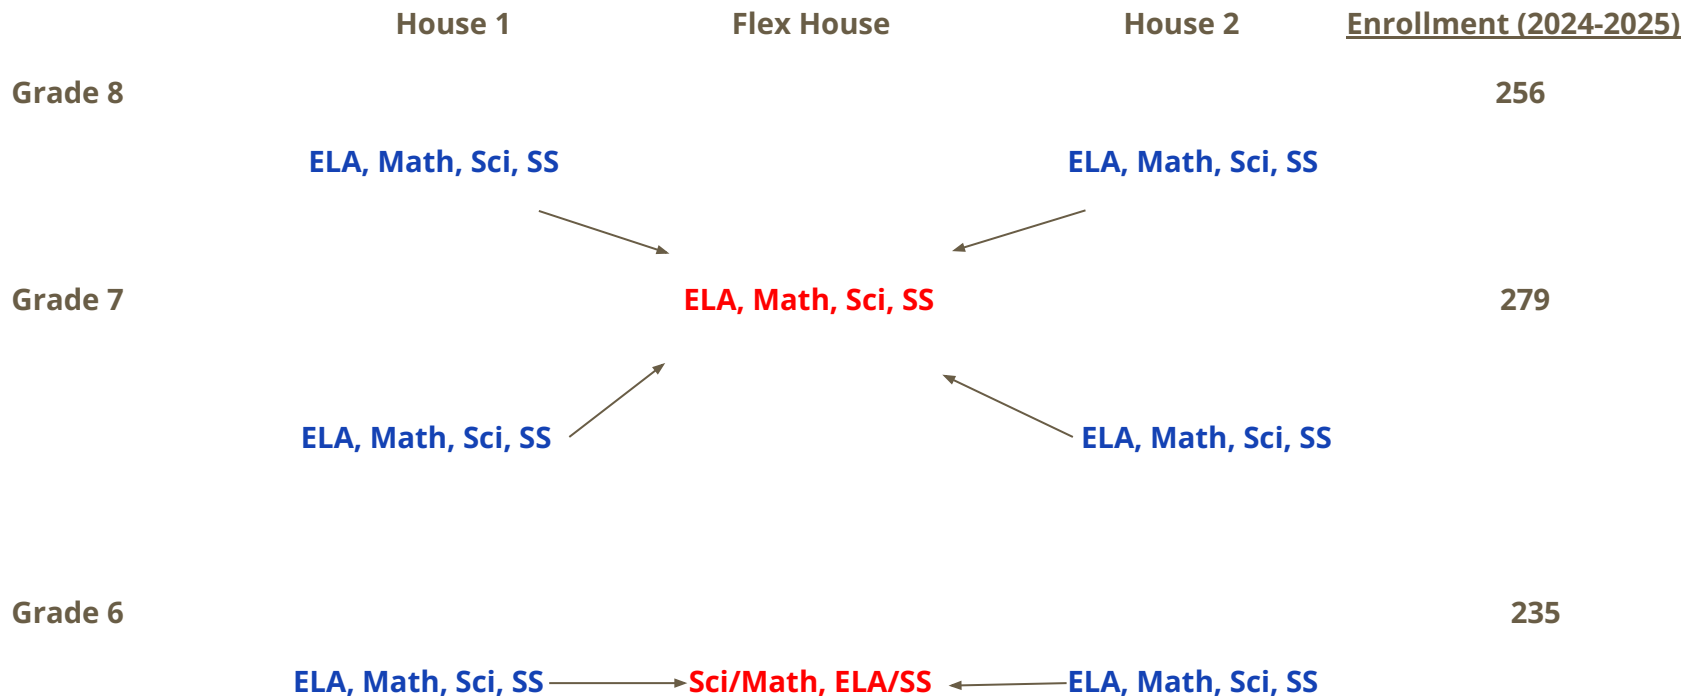 House 1 Flex House House 2 Enrollment (2024-2025)
Grade 8 256
ELA, Math, Sci, SS ELA, Math, Sci, SS
Grade 7 ELA, Math, Sci, SS 279
ELA, Math, Sci, SS ELA, Math, Sci, SS
Grade 6 235
ELA, Math, Sci, SS Sci/Math, ELA/SS ELA, Math, Sci, SS